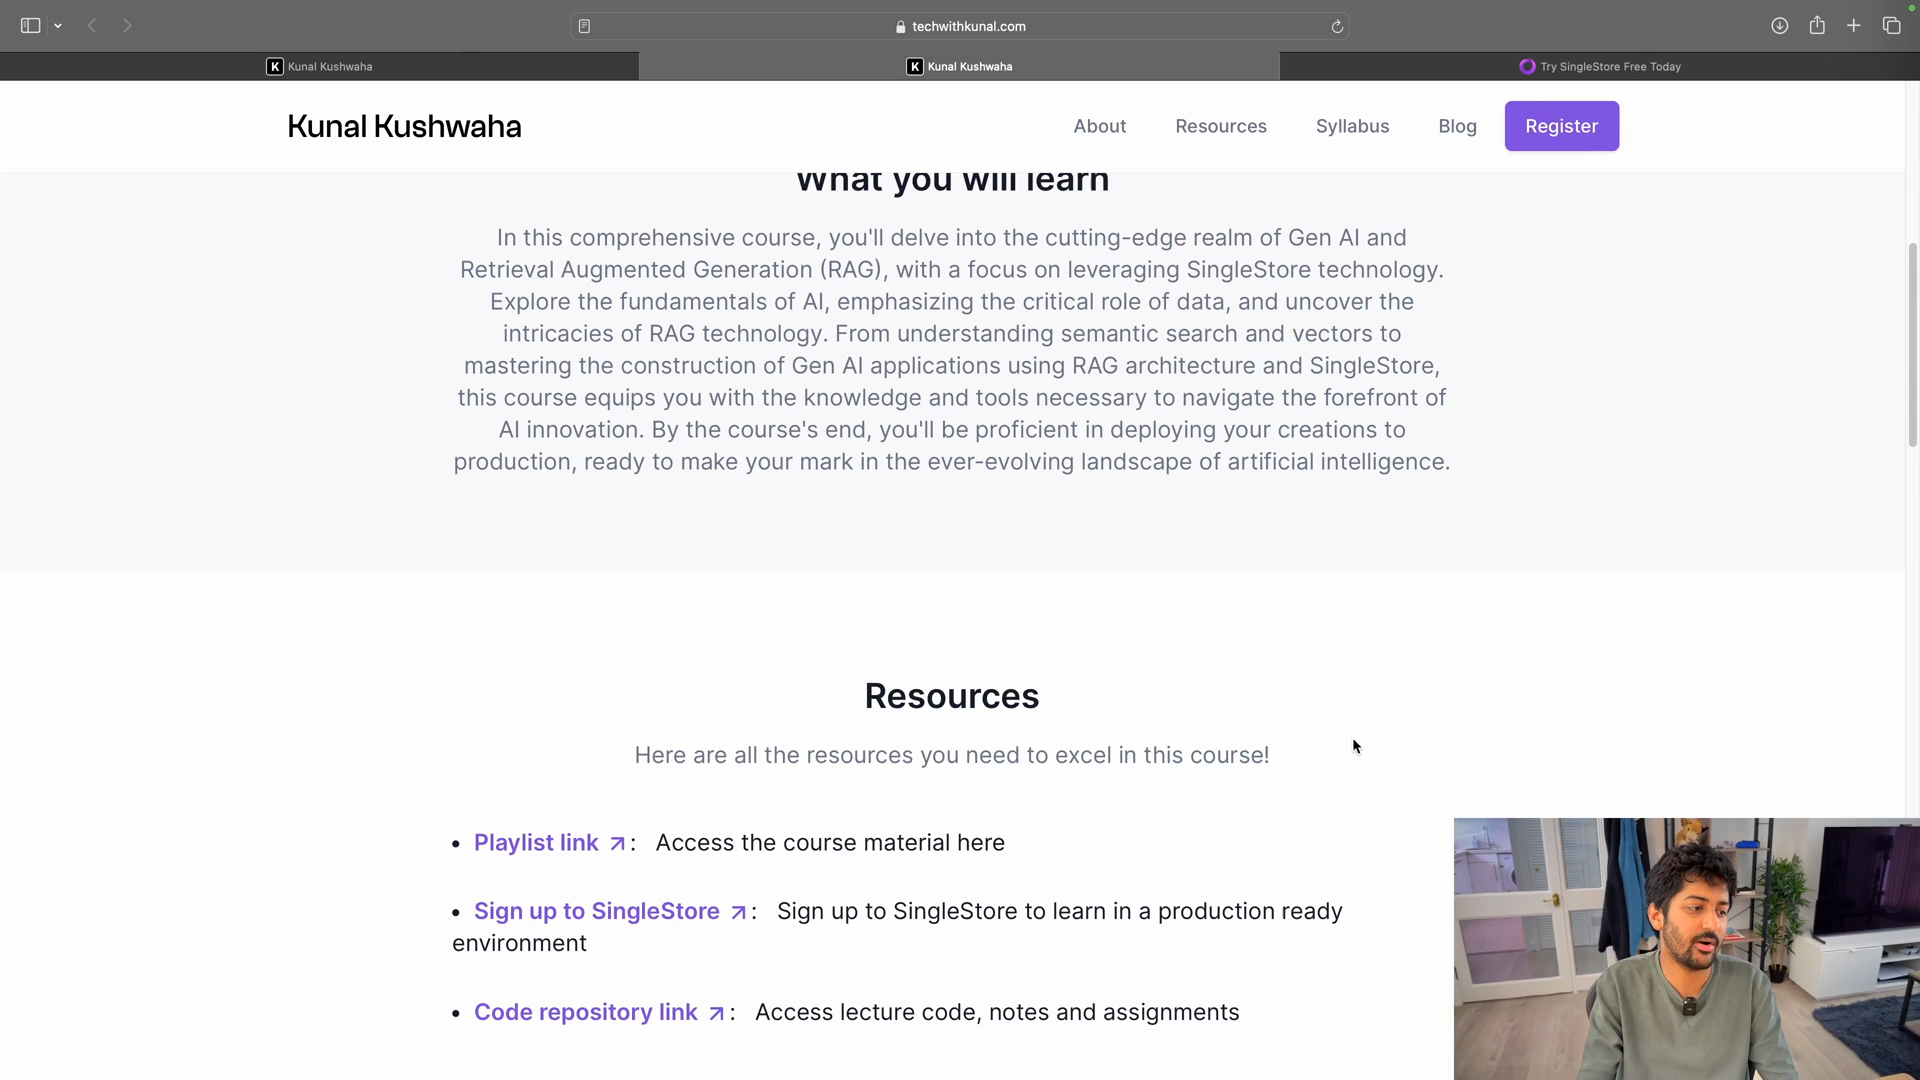 techwithkunal.com
K Kunal Kushwaha
K Kunal Kushwaha
Try SingleStore Free Today
Kunal Kushwaha
About
Resources
Syllabus
Blog
Register
What you will learn
In this comprehensive course, you'll delve into the cutting-edge realm of Gen AI and
Retrieval Augmented Generation (RAG), with a focus on leveraging SingleStore technology.
Explore the fundamentals of AI, emphasizing the critical role of data, and uncover the
intricacies of RAG technology. From understanding semantic search and vectors to
mastering the construction of Gen AI applications using RAG architecture and SingleStore,
this course equips you with the knowledge and tools necessary to navigate the forefront of
AI innovation. By the course's end, you'll be proficient in deploying your creations to
production, ready to make your mark in the ever-evolving landscape of artificial intelligence.
Resources
Here are all the resources you need to excel in this course!
• Playlist link ↗ : Access the course material here
• Sign up to SingleStore ↗ : Sign up to SingleStore to learn in a production ready
environment
• Code repository link ↗ : Access lecture code, notes and assignments